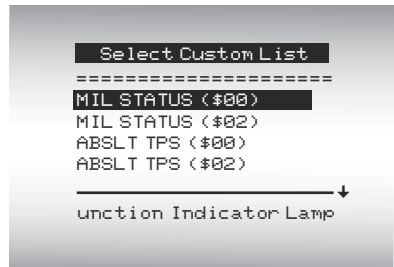 Select Custom List
=====================
MIL STATUS ($00)
MIL STATUS ($02)
ABSLT TPS ($00)
ABSLT TPS ($02)
unction Indicator Lamp